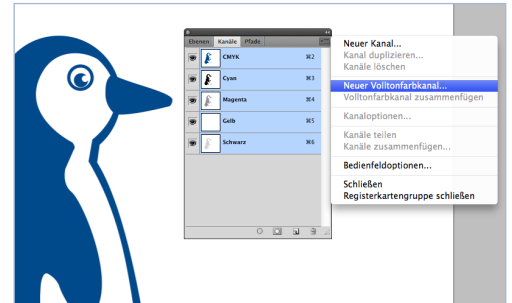 Ebenen Kanäle Pfade
CMYK ⌘2
Cyan ⌘3
Magenta ⌘4
Gelb ⌘5
Schwarz ⌘6
Neuer Kanal...
Kanal duplizieren...
Kanäle löschen
Neuer Volltonfarbkanal...
Volltonfarbkanal zusammenfügen
Kanaloptionen...
Kanäle teilen
Kanäle zusammenfügen...
Bedienfeldoptionen...
Schließen
Registerkartengruppe schließen